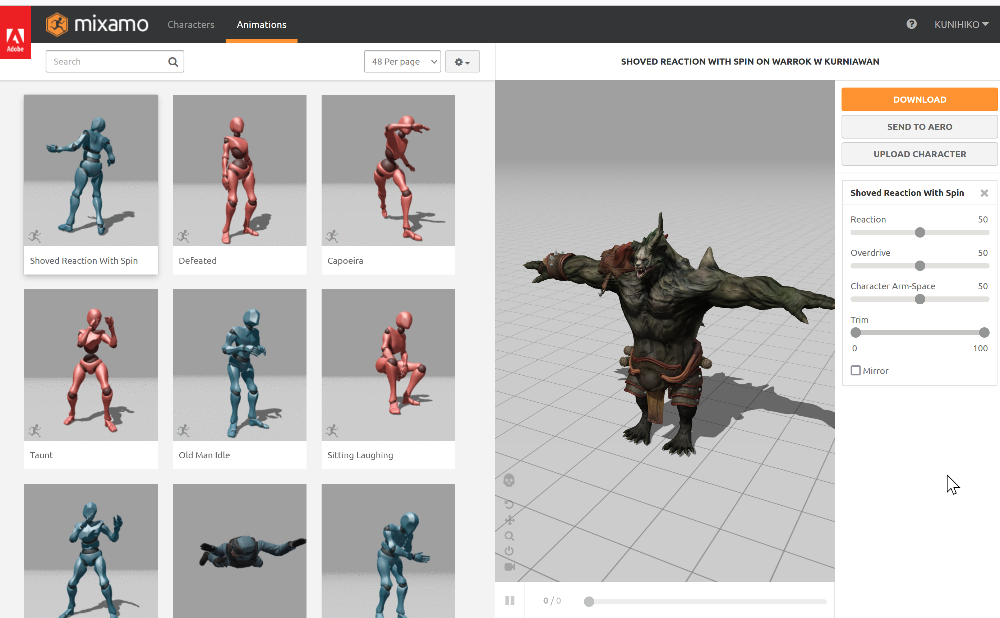 Adobe
mixamo
Characters
Animations
KUNIHIKO
Search
48 Per page
SHOVED REACTION WITH SPIN ON WARROK W KURNIAWAN
DOWNLOAD
SEND TO AERO
UPLOAD CHARACTER
Shoved Reaction With Spin
Defeated
Capoeira
Taunt
Old Man Idle
Sitting Laughing
Shoved Reaction With Spin
Reaction 50
Overdrive 50
Character Arm-Space 50
Trim
0 100
Mirror
0 / 0